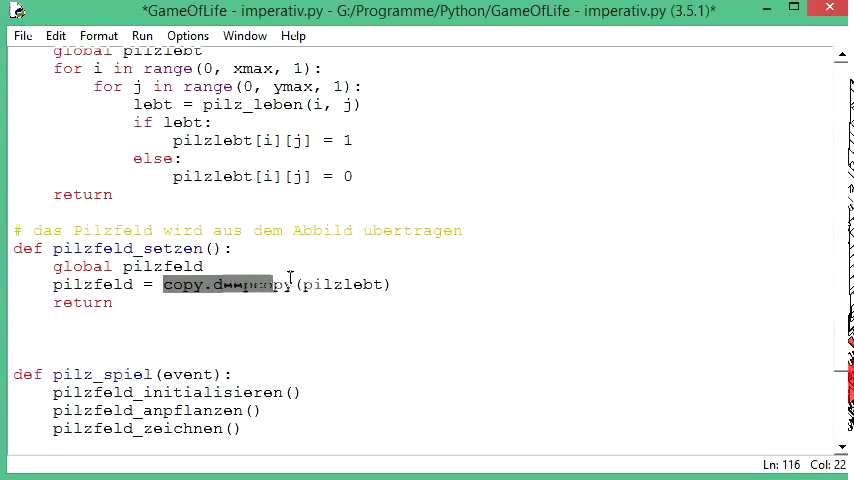 *GameOfLife - imperativ.py - G:/Programme/Python/GameOfLife - imperativ.py (3.5.1)*
File Edit Format Run Options Window Help
global pilzlebt
for i in range(0, xmax, 1):
for j in range(0, ymax, 1):
lebt = pilz_leben(i, j)
if lebt:
pilzlebt[i][j] = 1
else:
pilzlebt[i][j] = 0
return
# das Pilzfeld wird aus dem Abbild ubertragen
def pilzfeld_setzen():
global pilzfeld
pilzfeld = copy.deepcopy(pilzlebt)
return
def pilz_spiel(event):
pilzfeld_initialisieren()
pilzfeld_anpflanzen()
pilzfeld_zeichnen()
Ln: 116 Col: 22